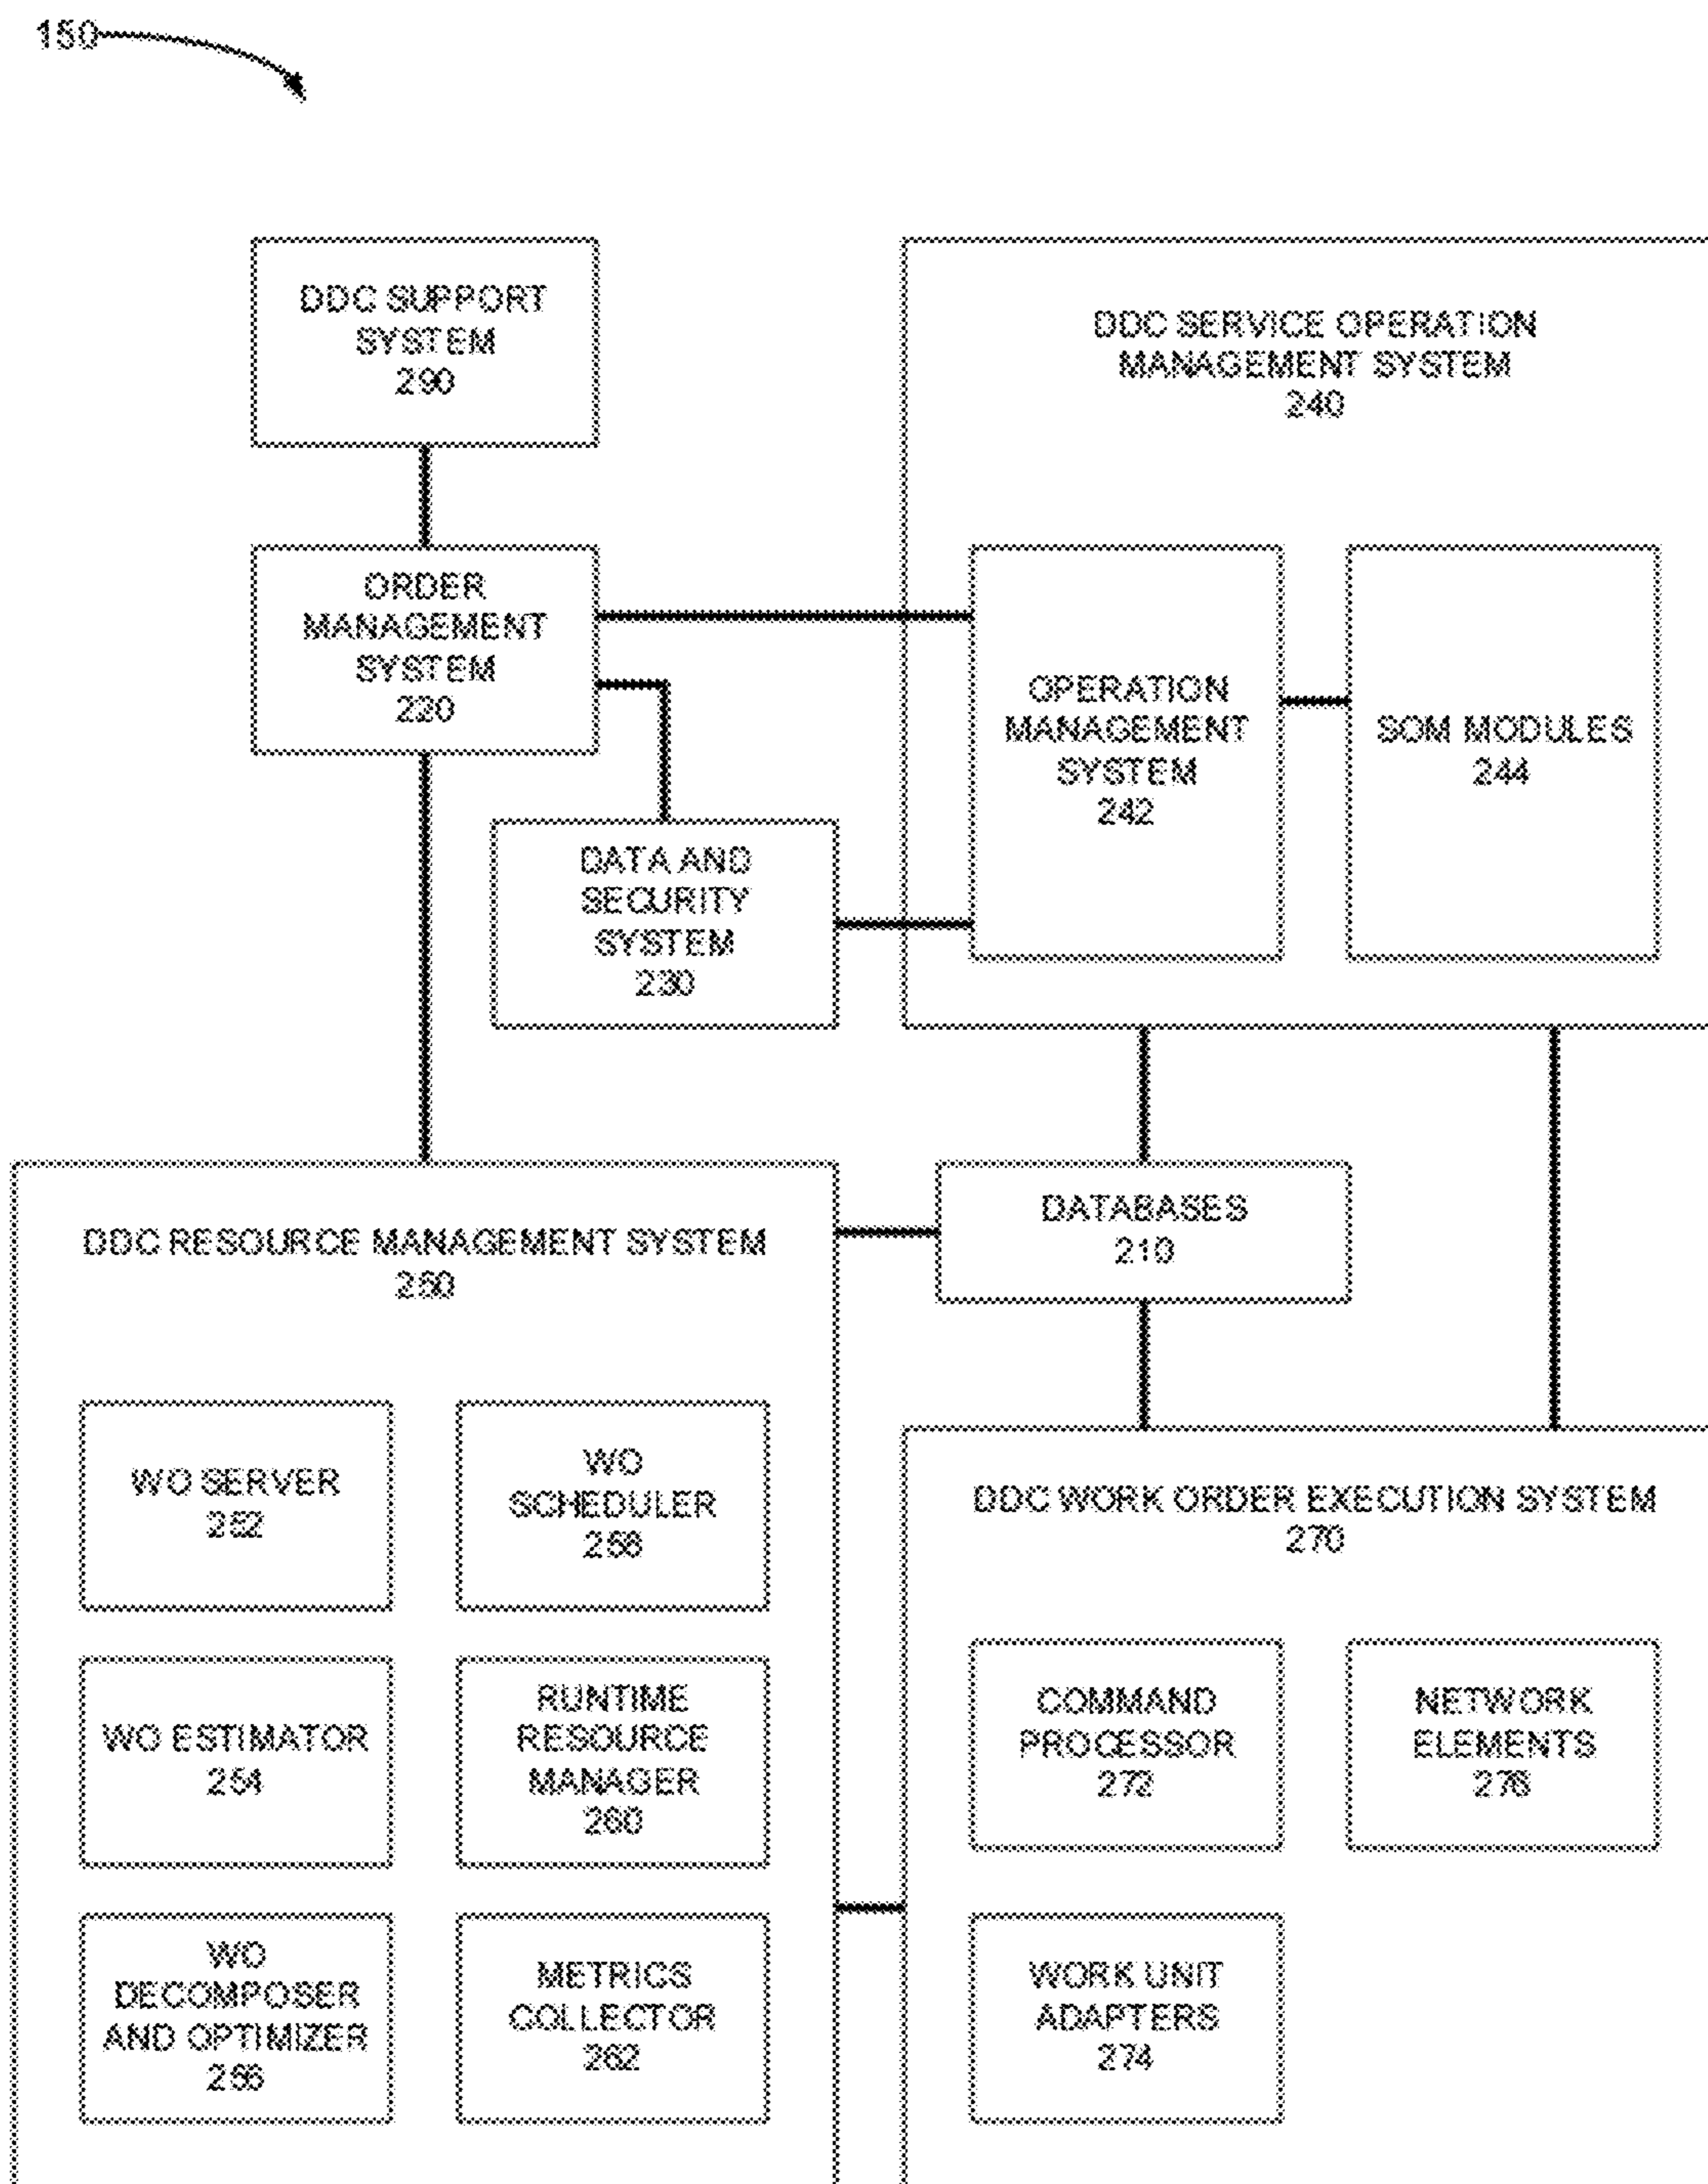 150
DDC SUPPORT
SYSTEM
290
DDC SERVICE OPERATION
MANAGEMENT SYSTEM
240
ORDER
MANAGEMENT
SYSTEM
220
OPERATION
MANAGEMENT
SYSTEM
242
SOM MODULES
244
DATA AND
SECURITY
SYSTEM
230
DDC RESOURCE MANAGEMENT SYSTEM
250
DATABASES
210
WO SERVER
252
WO
SCHEDULER
258
DDC WORK ORDER EXECUTION SYSTEM
270
WO ESTIMATOR
254
RUNTIME
RESOURCE
MANAGER
260
COMMAND
PROCESSOR
272
NETWORK
ELEMENTS
276
WO
DECOMPOSER
AND OPTIMIZER
256
METRICS
COLLECTOR
262
WORK UNIT
ADAPTERS
274